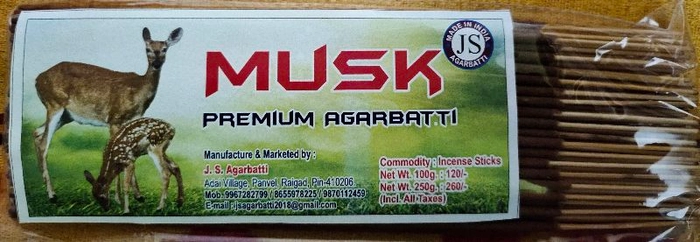 MUSK
MADE IN INDIA
JS
AGARBATTI
PREMIUM AGARBATTI
Manufacture & Marketed by :
J. S. Agarbatti
Acai Village, Panvel, Raigad, Pin-410206
Mob- 9967282799 / 8655978225 / 9870112459
E-mail : ijsagarbatti2018@gmail.com
Commodity : Incense Sticks
Net Wt. 100g. : 120/-
Net Wt. 250g. : 260/-
(Incl. All Taxes)